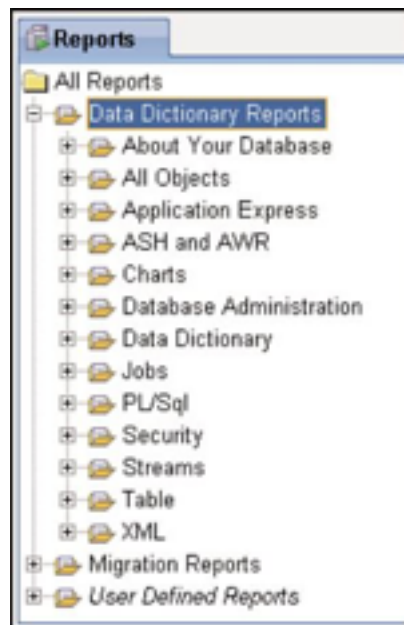 Reports
All Reports
Data Dictionary Reports
About Your Database
All Objects
Application Express
ASH and AWR
Charts
Database Administration
Data Dictionary
Jobs
PL/Sql
Security
Streams
Table
XML
Migration Reports
User Defined Reports